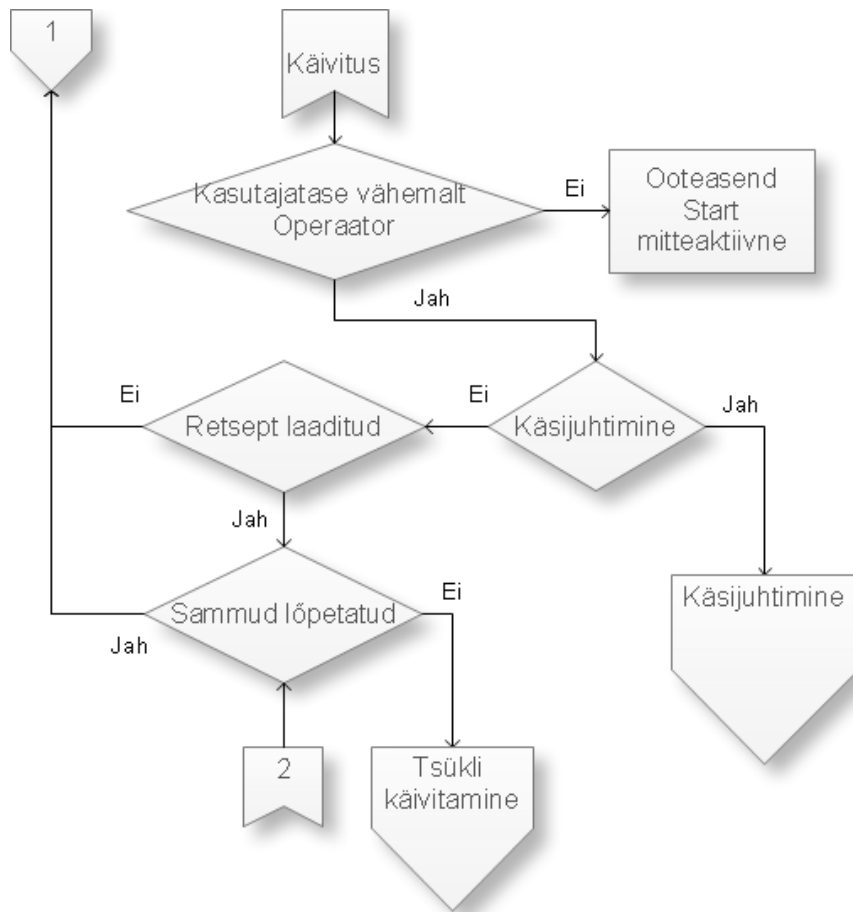 1
Käivitus
Kasutajatase vähemalt
Operaator
Ei
Ooteasend
Start
mitteaktiivne
Jah
Ei
Retsept laaditud
Ei
Käsijuhtimine
Jah
Jah
Sammud lõpetatud
Ei
Jah
Käsijuhtimine
2
Tsükli
käivitamine